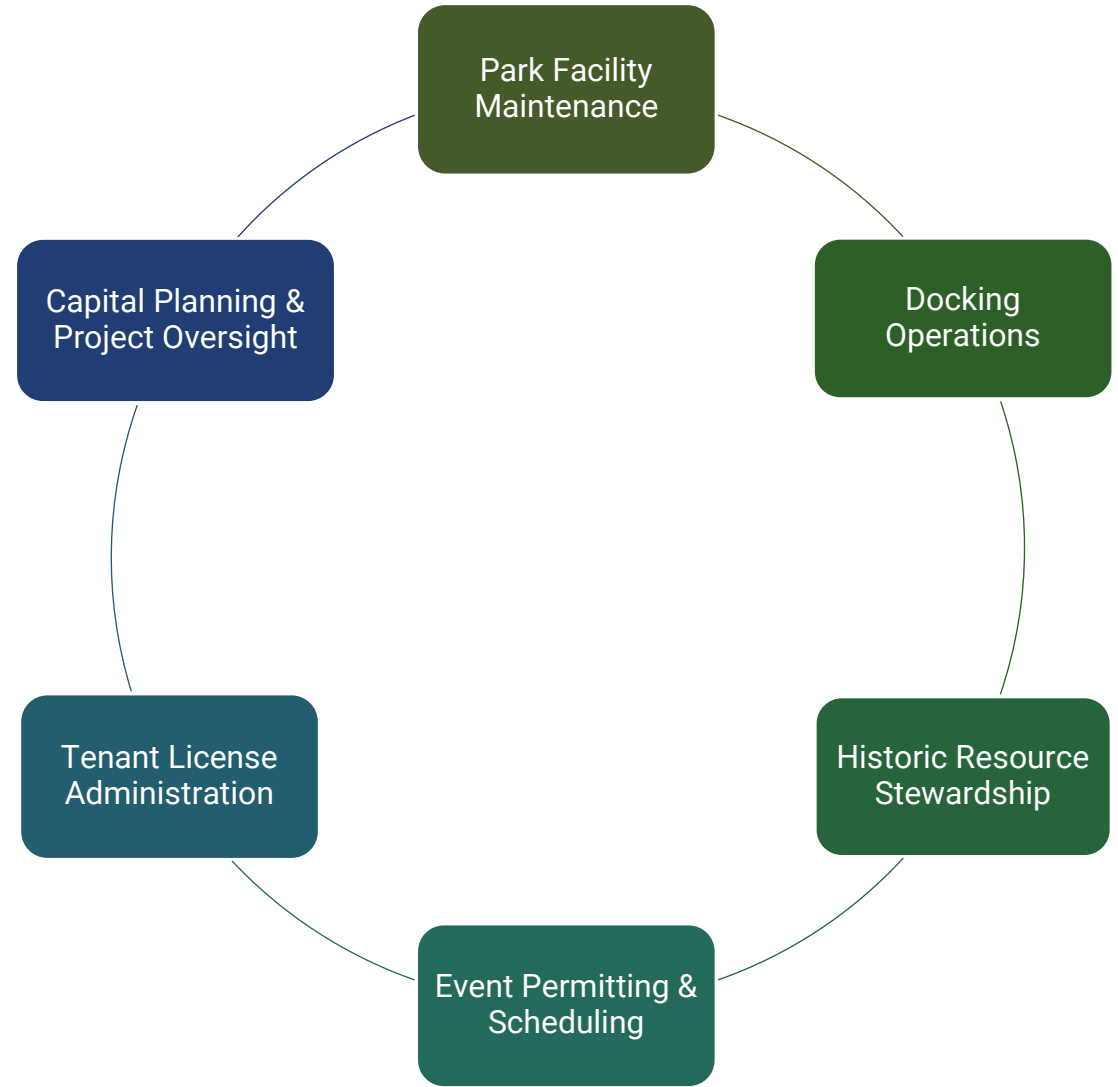 Park Facility
Maintenance
Docking
Operations
Historic Resource
Stewardship
Event Permitting &
Scheduling
Tenant License
Administration
Capital Planning &
Project Oversight